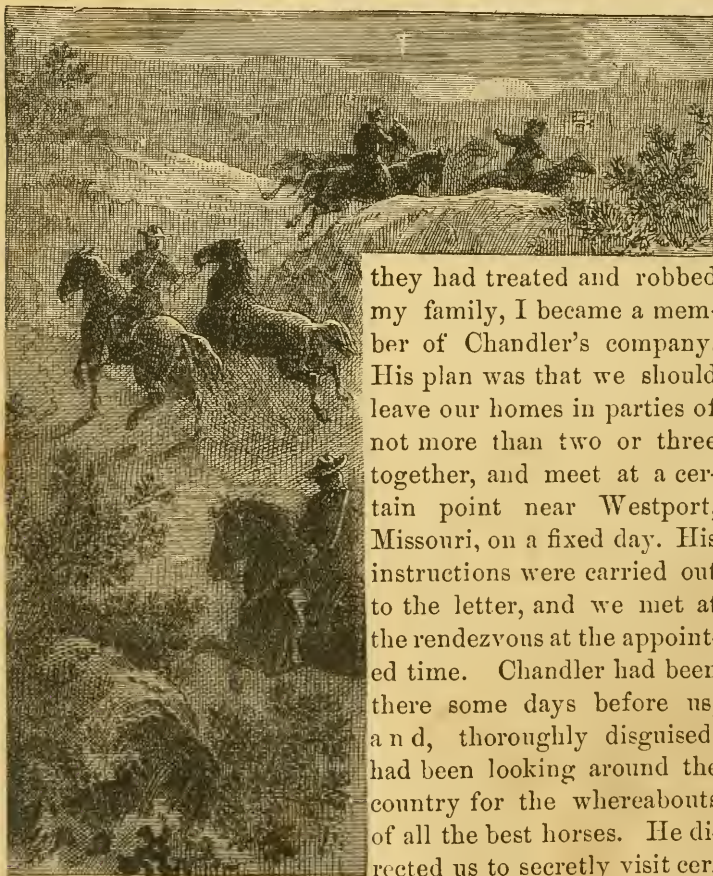 they had treated and robbed
my family, I became a mem-
ber of Chandler's company
His plan was that we should
leave our homes in parties of
not more than two or three
together, and meet at a cer-
tain point near Westport,
Missouri, on a fixed day. His
instructions were carried out
to the letter, and we met at
the rendezvous at the appoint-
ed time. Chandler had been
there some days before us
and, thoroughly disguised
had been looking around the
country for the whereabouts
of all the best horses. He di-
rected us to secretly visit cer-